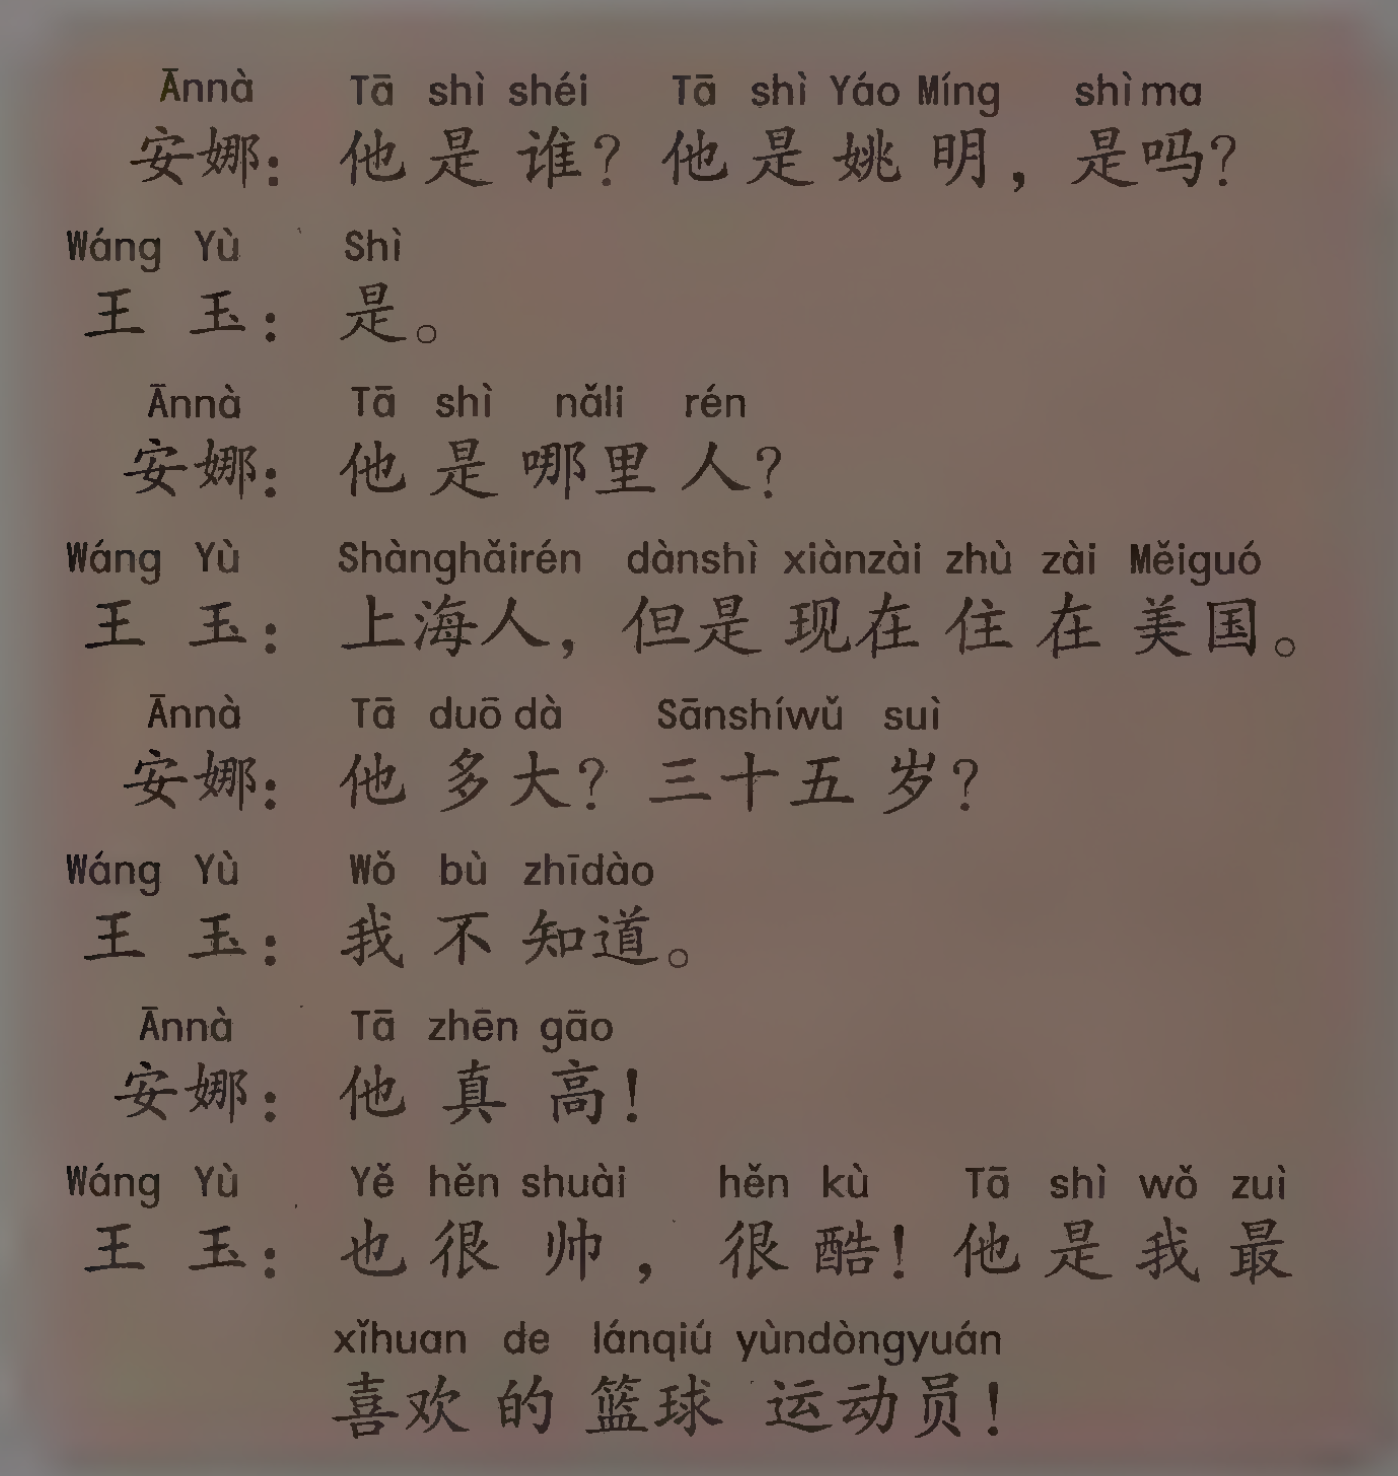 Ānnà Tā shì shéi Tā shì Yáo Míng shì ma
安娜： 他是谁？他是姚明，是吗？
Wáng Yù Shì
王玉： 是。
Ānnà Tā shì nǎli rén
安娜： 他是哪里人？
Wáng Yù Shànghǎirén dànshì xiànzài zhù zài Měiguó
王玉： 上海人，但是现在住在美国。
Ānnà Tā duō dà Sānshíwǔ suì
安娜： 他多大？三十五岁？
Wáng Yù Wǒ bù zhīdào
王玉： 我不知道。
Ānnà Tā zhēn gāo
安娜： 他真高！
Wáng Yù Yě hěn shuài hěn kù Tā shì wǒ zuì
王玉： 也很帅，很酷！他是我最
xǐhuan de lánqiú yùndòngyuán
喜欢的篮球运动员！